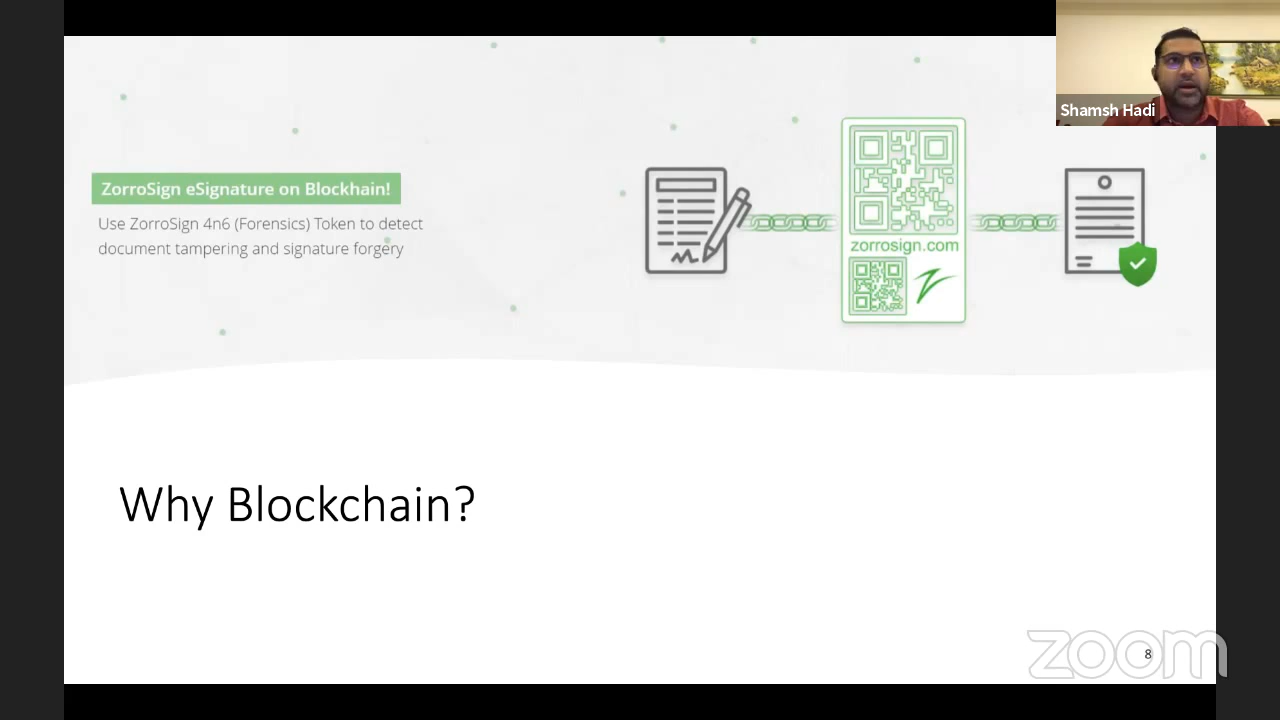 Shamsh Hadi
ZorroSign eSignature on Blockhain!
Use ZorroSign 4n6 (Forensics) Token to detect
document tampering and signature forgery
zorrosign.com
Why Blockchain?
zoom
8